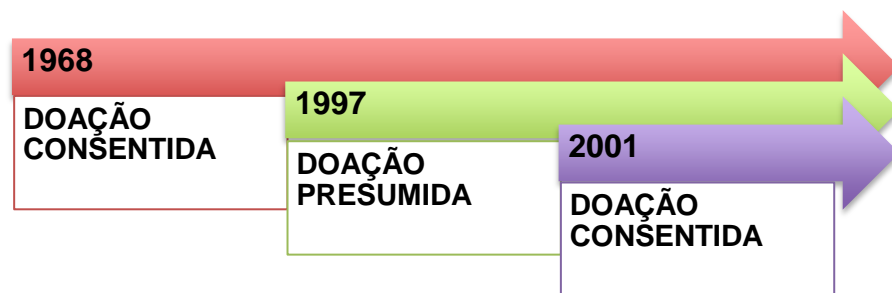 1968
DOAÇÃO
CONSENTIDA
1997
DOAÇÃO
PRESUMIDA
2001
DOAÇÃO
CONSENTIDA